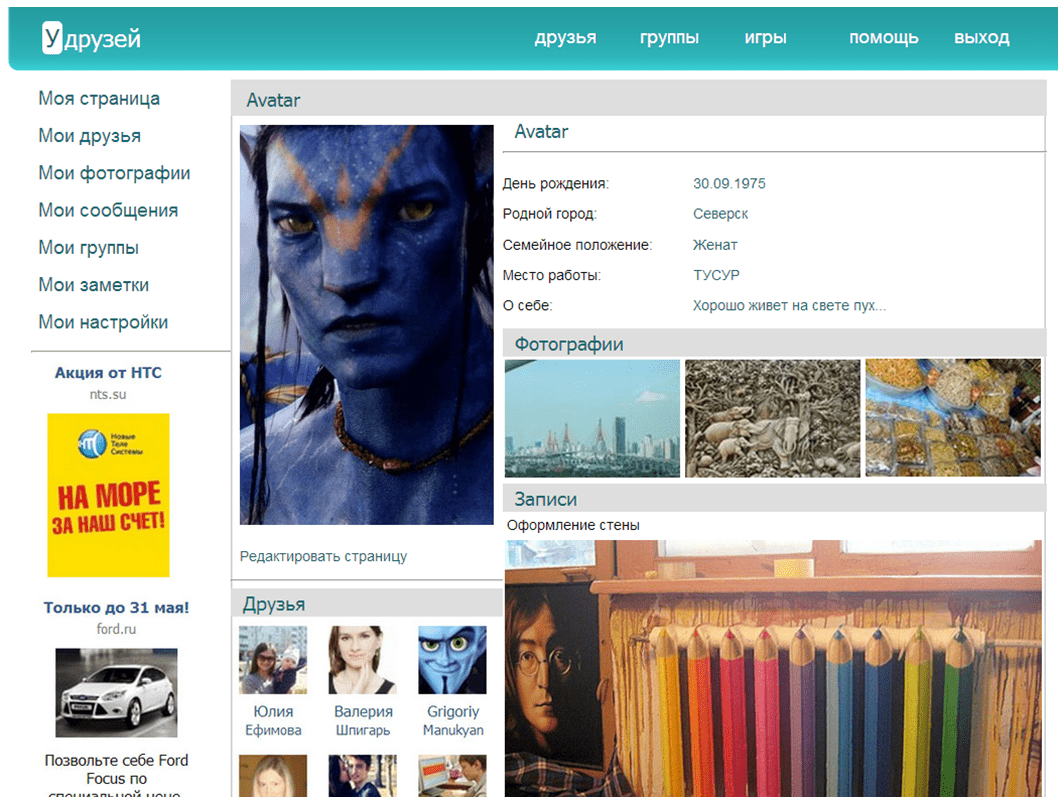 Удрузей
друзья группы игры помощь выход
Моя страница
Мои друзья
Мои фотографии
Мои сообщения
Мои группы
Мои заметки
Мои настройки
Акция от НТС
nts.su
Новые
Теле
Системы
НА МОРЕ
ЗА НАШ СЧЕТ!
Только до 31 мая!
ford.ru
Позвольте себе Ford
Focus по
специальной цене
Avatar
Редактировать страницу
Друзья
Юлия
Ефимова
Валерия
Шпигарь
Grigoriy
Manukyan
Avatar
День рождения: 30.09.1975
Родной город: Северск
Семейное положение: Женат
Место работы: ТУСУР
О себе: Хорошо живет на свете пух...
Фотографии
Записи
Оформление стены